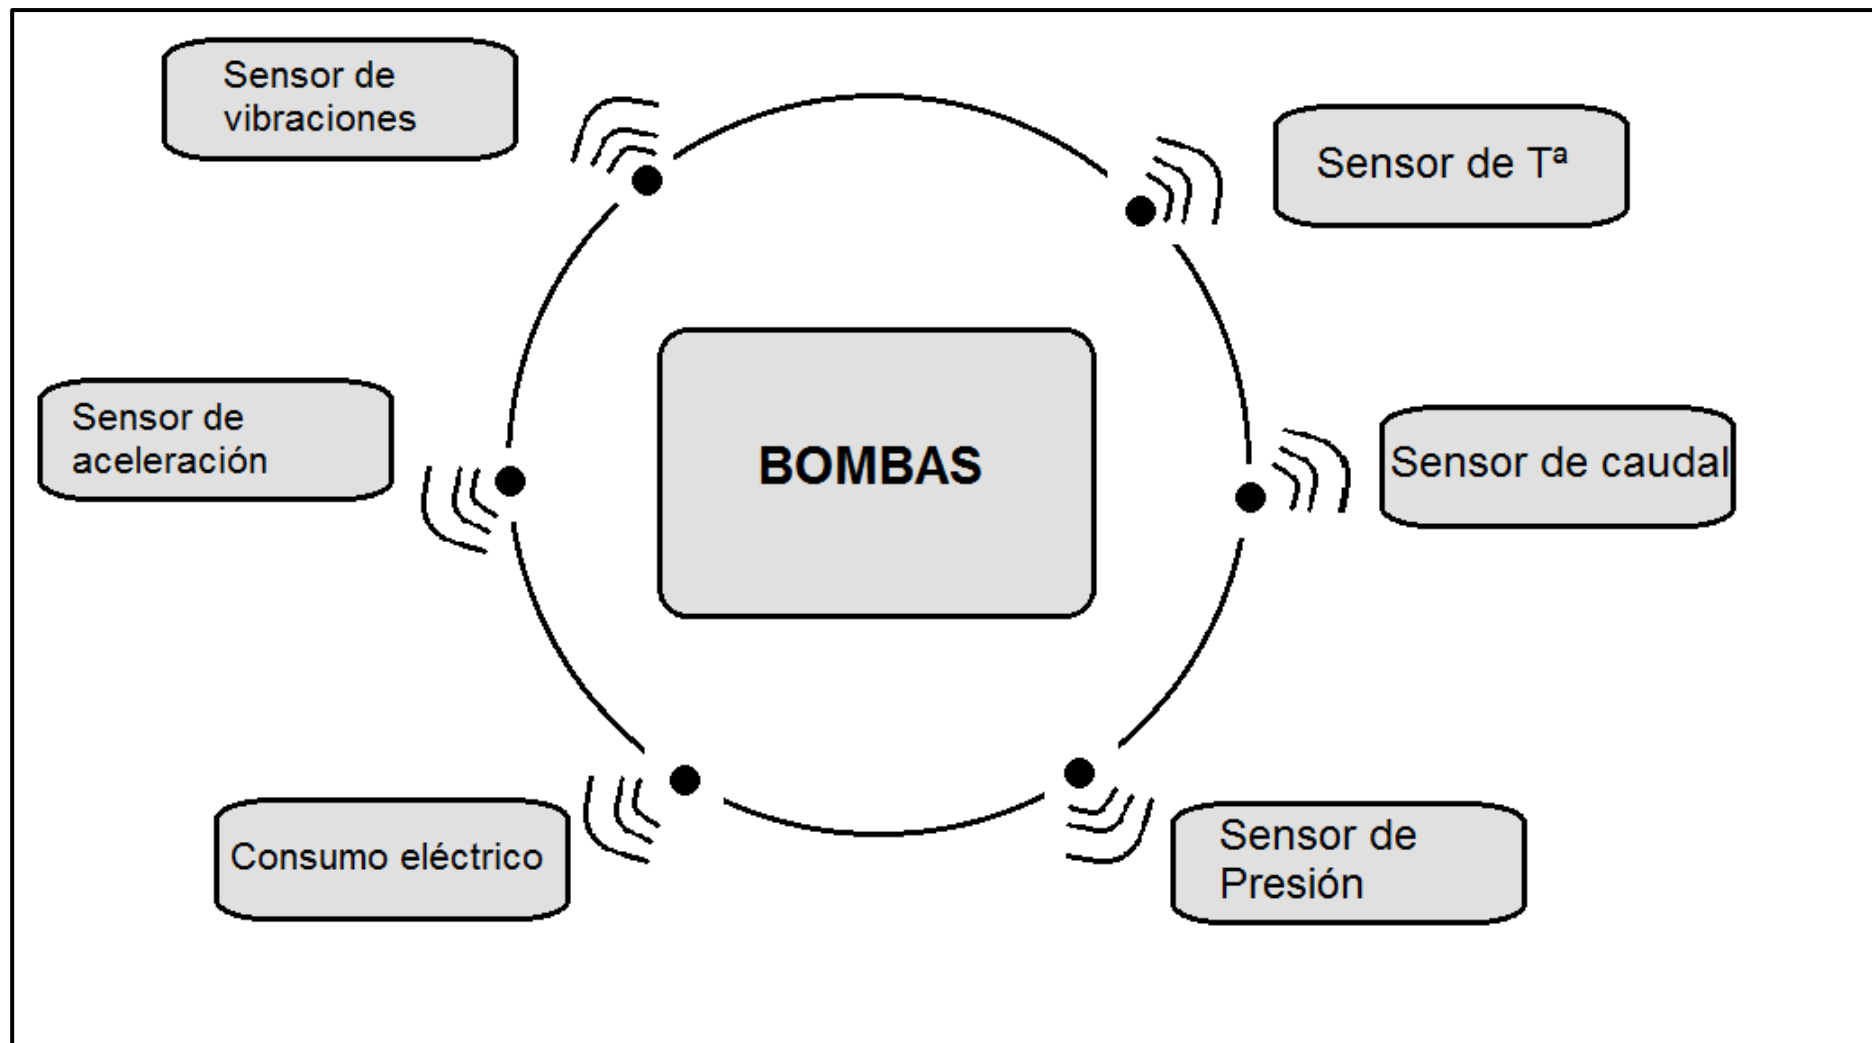 Sensor de
vibraciones
Sensor de Tª
Sensor de
aceleración
BOMBAS
Sensor de caudal
Consumo eléctrico
Sensor de
Presión